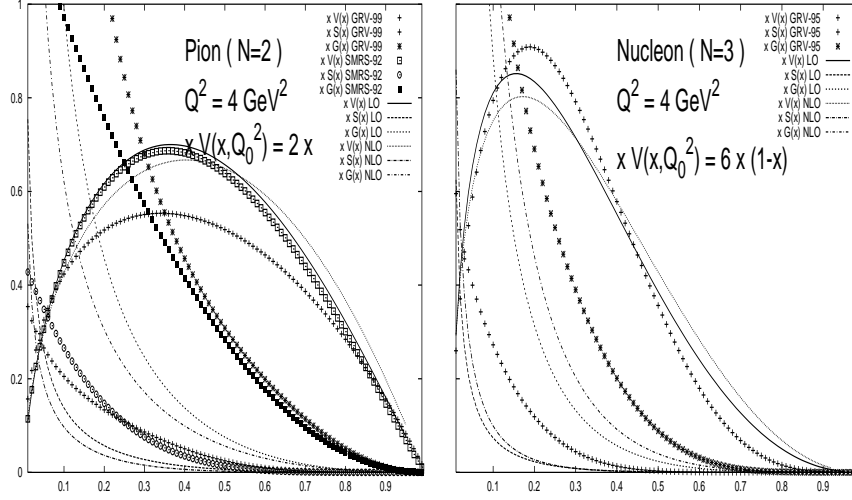 x V(x) GRV-99
x S(x) GRV-99
x G(x) GRV-99
x V(x) SMRS-92
x S(x) SMRS-92
x G(x) SMRS-92
x V(x) LO
x S(x) LO
x G(x) LO
x V(x) NLO
x S(x) NLO
x G(x) NLO
Pion ( N=2 )
Q^2 = 4 GeV^2
x V(x,Q_0^2) = 2 x
1
0.8
0.6
0.4
0.2
0
0.1 0.2 0.3 0.4 0.5 0.6 0.7 0.8 0.9
x V(x) GRV-95
x S(x) GRV-95
x G(x) GRV-95
x V(x) LO
x S(x) LO
x G(x) LO
x V(x) NLO
x S(x) NLO
x G(x) NLO
Nucleon ( N=3 )
Q^2 = 4 GeV^2
x V(x,Q_0^2) = 6 x (1-x)
0.1 0.2 0.3 0.4 0.5 0.6 0.7 0.8 0.9